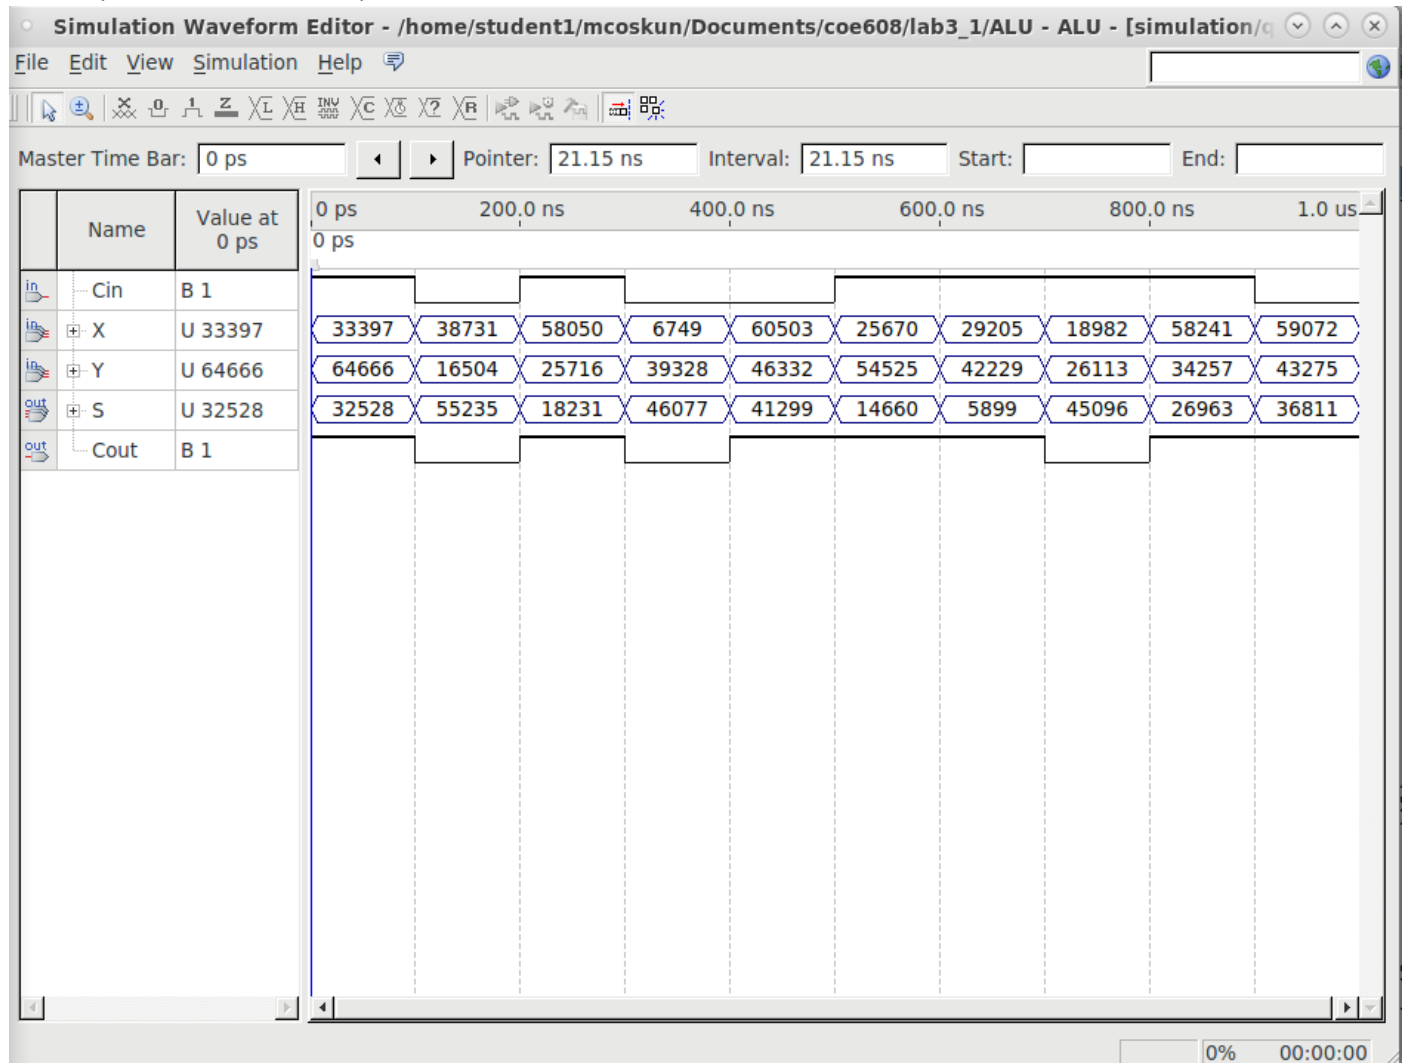 Simulation Waveform Editor - /home/student1/mcoskun/Documents/coe608/lab3_1/ALU - ALU - [simulation/q
File Edit View Simulation Help
Master Time Bar: 0 ps Pointer: 21.15 ns Interval: 21.15 ns Start: End:
Name Value at 0 ps 0 ps 200.0 ns 400.0 ns 600.0 ns 800.0 ns 1.0 us
0 ps
in Cin B 1
in X U 33397 33397 38731 58050 6749 60503 25670 29205 18982 58241 59072
in Y U 64666 64666 16504 25716 39328 46332 54525 42229 26113 34257 43275
out S U 32528 32528 55235 18231 46077 41299 14660 5899 45096 26963 36811
out Cout B 1
0% 00:00:00